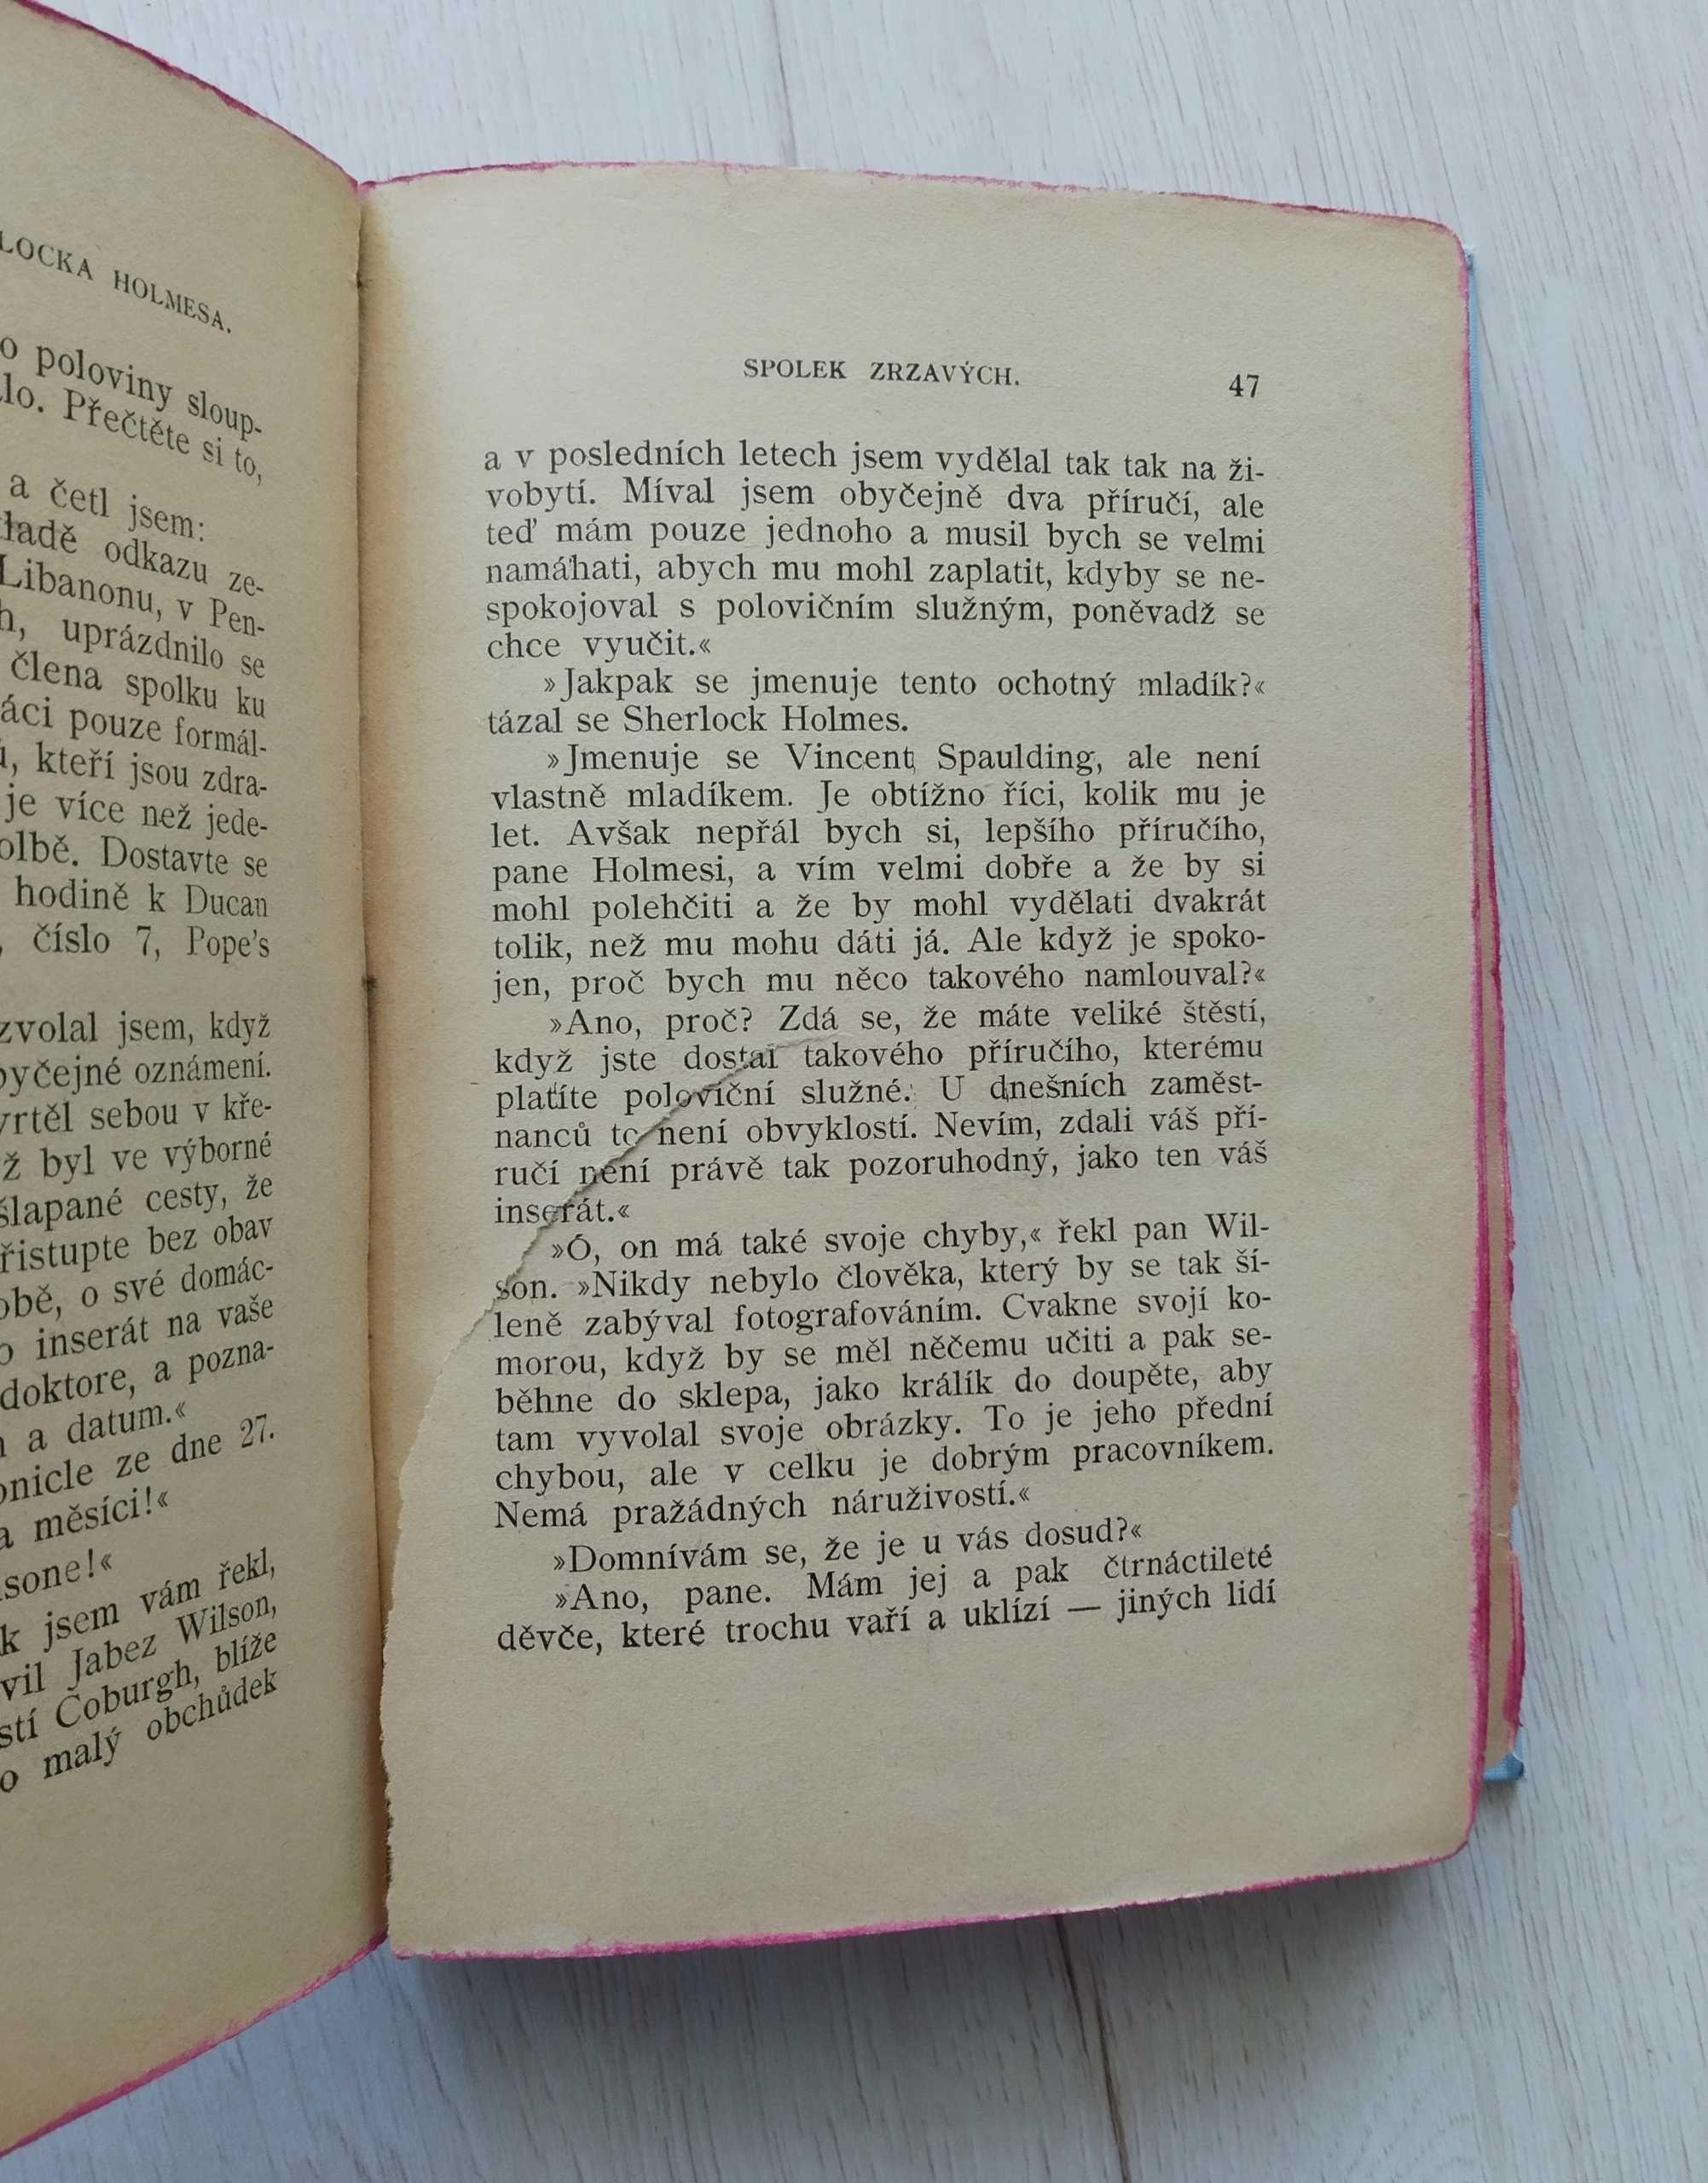 LOCKA HOLMESA.
poloviny sloup-
Přečtěte si to,
a četl jsem:
odkazu ze-
Libanonu, v Pen-
uprázdnilo se
člena spolku ku
pouze formál-
kteří jsou zdra-
je více než jede-
Dostavte se
hodině k Ducan
číslo 7, Pope's
zvolal jsem, když
oznámení.
sebou v kře-
byl ve výborné
cesty, že
bez obav
o své domác-
inserát na vaše
doktore, a pozna-
a datum.«
ze dne 27.
měsíci!«
jsem vám řekl,
Jabez Wilson,
Coburgh, blíže
malý obchůdek
SPOLEK ZRZAVÝCH.
47
a v posledních letech jsem vydělal tak tak na ži-
vobytí. Míval jsem obyčejně dva příručí, ale
teď mám pouze jednoho a musil bych se velmi
namáhati, abych mu mohl zaplatit, kdyby se ne-
spokojoval s polovičním služným, poněvadž se
chce vyučit.«
»Jakpak se jmenuje tento ochotný mladík?«
tázal se Sherlock Holmes.
»Jmenuje se Vincent Spaulding, ale není
vlastně mladíkem. Je obtížno říci, kolik mu je
let. Avšak nepřál bych si, lepšího příručího,
pane Holmesi, a vím velmi dobře a že by si
mohl polehčiti a že by mohl vydělati dvakrát
tolik, než mu mohu dáti já. Ale když je spoko-
jen, proč bych mu něco takového namlouval?«
»Ano, proč? Zdá se, že máte veliké štěstí,
když jste dostal takového příručího, kterému
platíte poloviční služné. U dnešních zaměst-
nanců to není obvyklostí. Nevím, zdali váš pří-
ručí není právě tak pozoruhodný, jako ten váš
inserát.«
»Ó, on má také svoje chyby,« řekl pan Wil-
son. »Nikdy nebylo člověka, který by se tak ší-
leně zabýval fotografováním. Cvakne svojí ko-
morou, když by se měl něčemu učiti a pak se-
běhne do sklepa, jako králík do doupěte, aby
tam vyvolal svoje obrázky. To je jeho přední
chybou, ale v celku je dobrým pracovníkem.
Nemá pražádných náruživostí.«
»Domnívám se, že je u vás dosud?«
»Ano, pane. Mám jej a pak čtrnáctileté
děvče, které trochu vaří a uklízí — jiných lidí